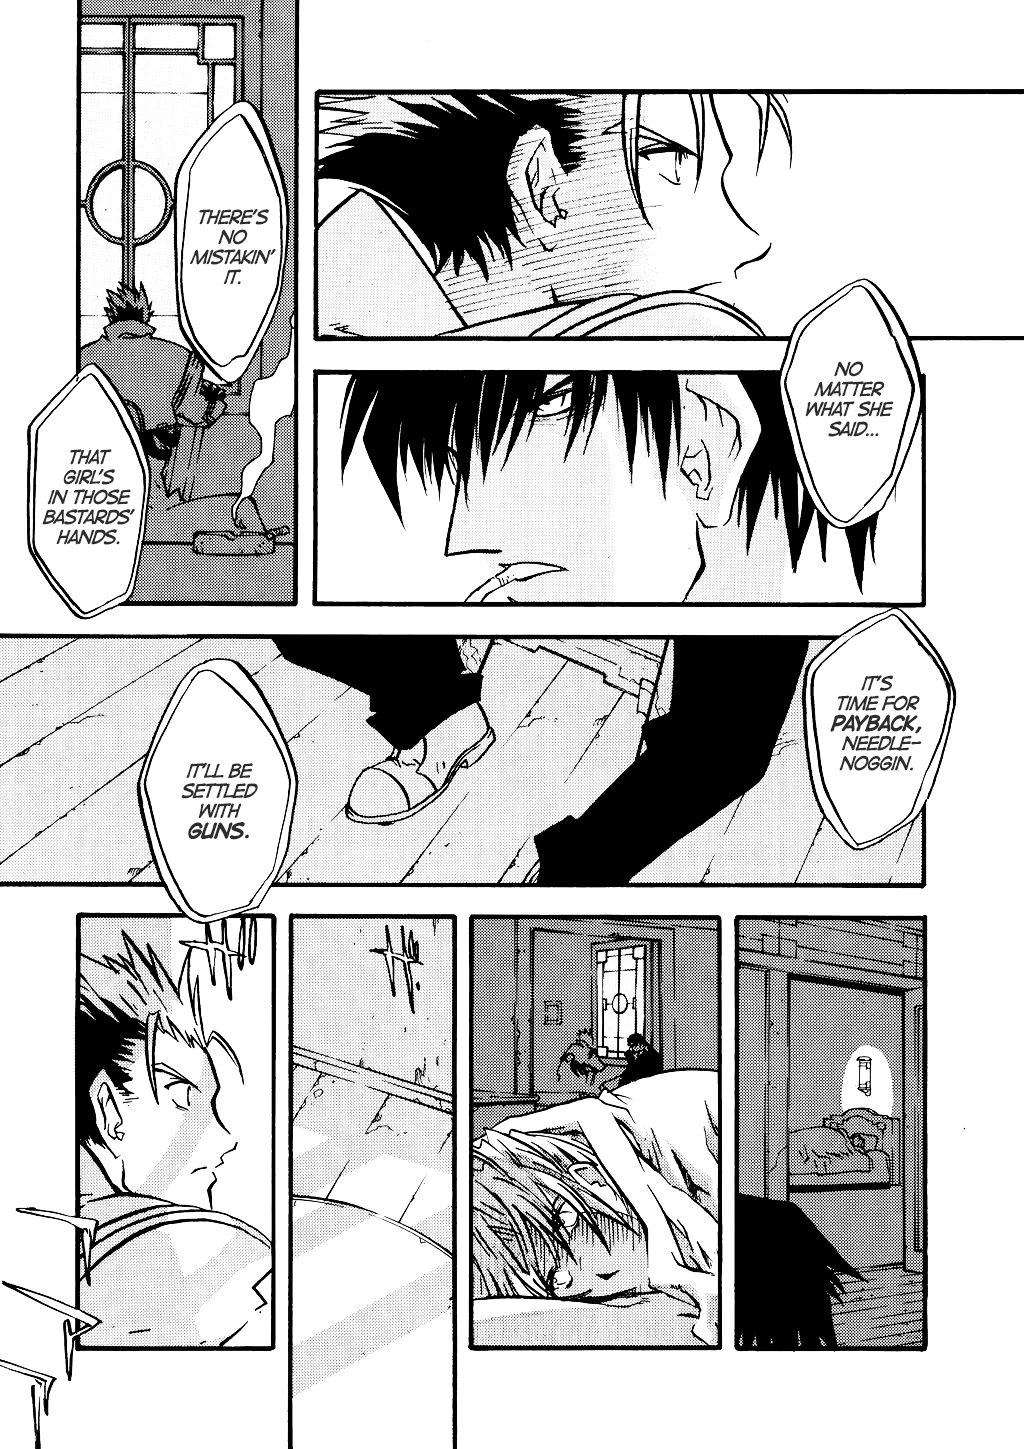 NO
MATTER
WHAT SHE
SAID...
THERE'S
NO
MISTAKIN'
IT.
THAT
GIRL'S
IN THOSE
BASTARDS'
HANDS.
IT'S
TIME FOR
PAYBACK,
NEEDLE-
NOGGIN.
IT'LL BE
SETTLED
WITH
GUNS.